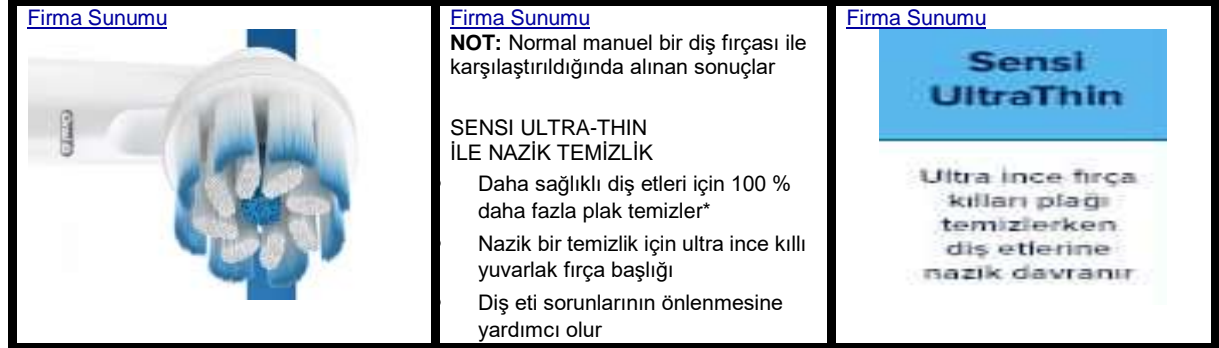 Firma Sunumu
Oral-B
Firma Sunumu
NOT: Normal manuel bir diş fırçası ile
karşılaştırıldığında alınan sonuçlar
SENSI ULTRA-THIN
İLE NAZİK TEMİZLİK
Daha sağlıklı diş etleri için 100 %
daha fazla plak temizler*
Nazik bir temizlik için ultra ince kıllı
yuvarlak fırça başlığı
Diş eti sorunlarının önlenmesine
yardımcı olur
Firma Sunumu
Sensi
UltraThin
Ultra ince fırça
kılları plağı
temizlerken
diş etlerine
nazik davranır